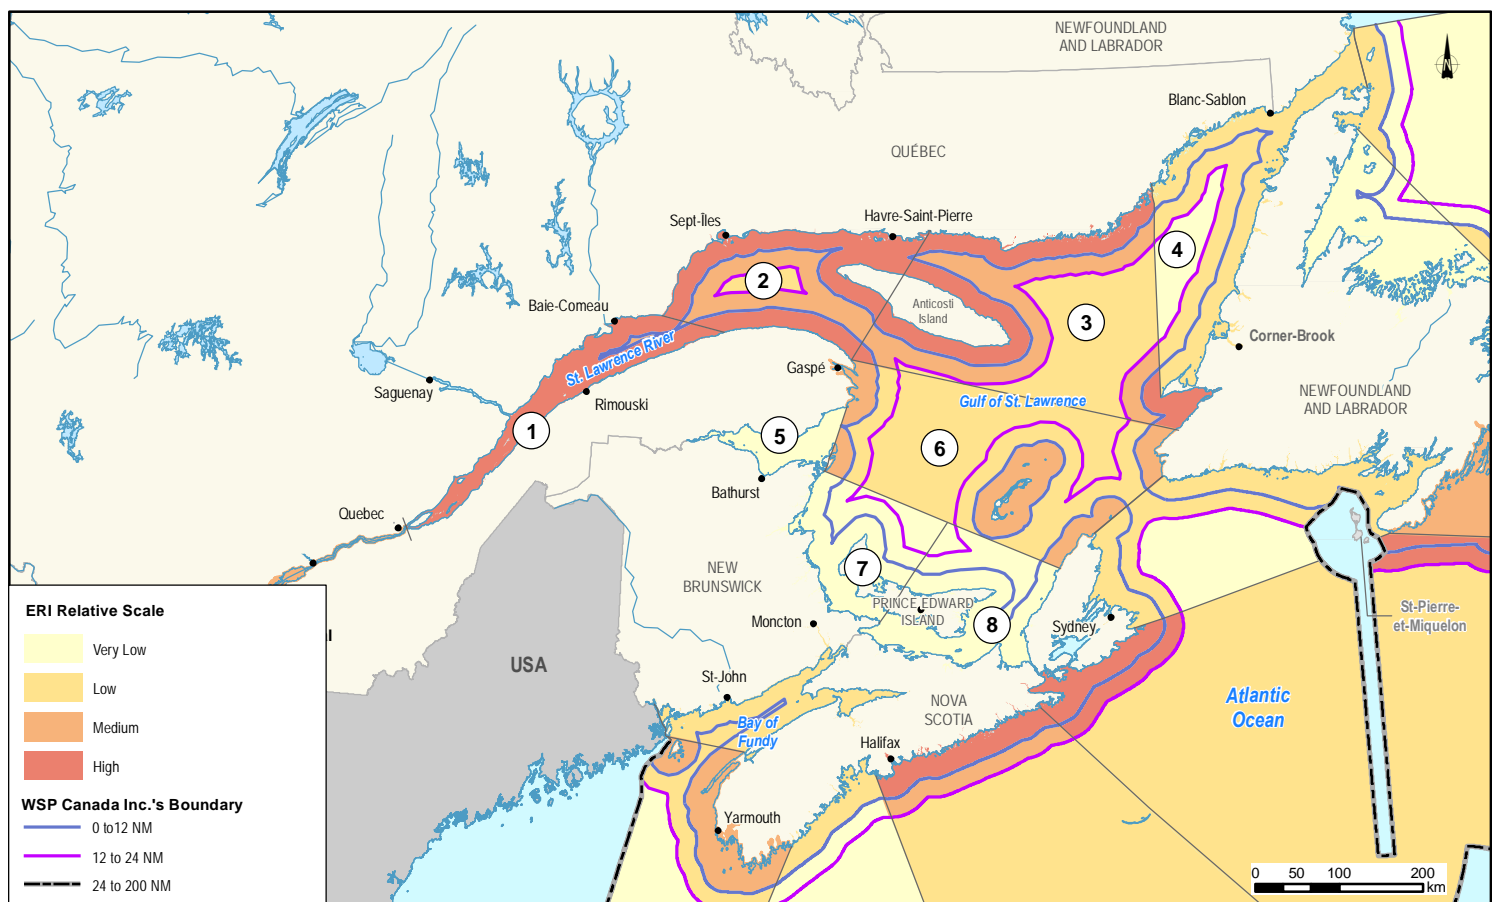 NEWFOUNDLAND
AND LABRADOR
N
Blanc-Sablon
QUÉBEC
Sept-Îles
Havre-Saint-Pierre
4
2
Baie-Comeau
Anticosti
Island
3
St. Lawrence River
Corner-Brook
Gaspé
Saguenay
Rimouski
Gulf of St. Lawrence
NEWFOUNDLAND
AND LABRADOR
1
5
6
Bathurst
Quebec
7
NEW
BRUNSWICK
PRINCE EDWARD
ISLAND
8
Sydney
St-Pierre-
et-Miquelon
Moncton
al
USA
St-John
NOVA
SCOTIA
Atlantic
Ocean
Bay of
Fundy
Halifax
Yarmouth
ERI Relative Scale
Very Low
Low
Medium
High
WSP Canada Inc.'s Boundary
0 to12 NM
12 to 24 NM
24 to 200 NM
0 50 100 200
km